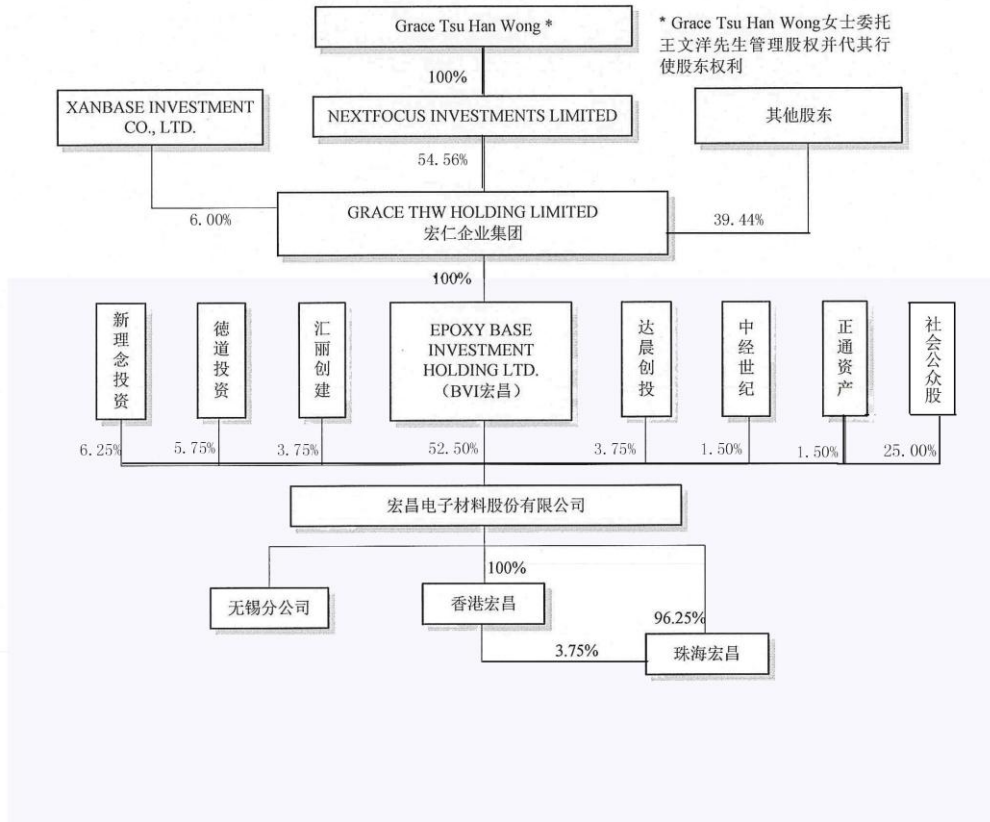 Grace Tsu Han Wong *
* Grace Tsu Han Wong女士委托
王文洋先生管理股权并代其行
使股东权利
100%
XANBASE INVESTMENT
CO., LTD.
NEXTFOCUS INVESTMENTS LIMITED
其他股东
54.56%
6.00%
GRACE THW HOLDING LIMITED
宏仁企业集团
39.44%
100%
新理念投资
德道投资
汇丽创建
EPOXY BASE
INVESTMENT
HOLDING LTD.
（BVI宏昌）
达晨创投
中经世纪
正通资产
社会公众股
6.25%
5.75%
3.75%
52.50%
3.75%
1.50%
1.50%
25.00%
宏昌电子材料股份有限公司
100%
无锡分公司
香港宏昌
96.25%
3.75%
珠海宏昌